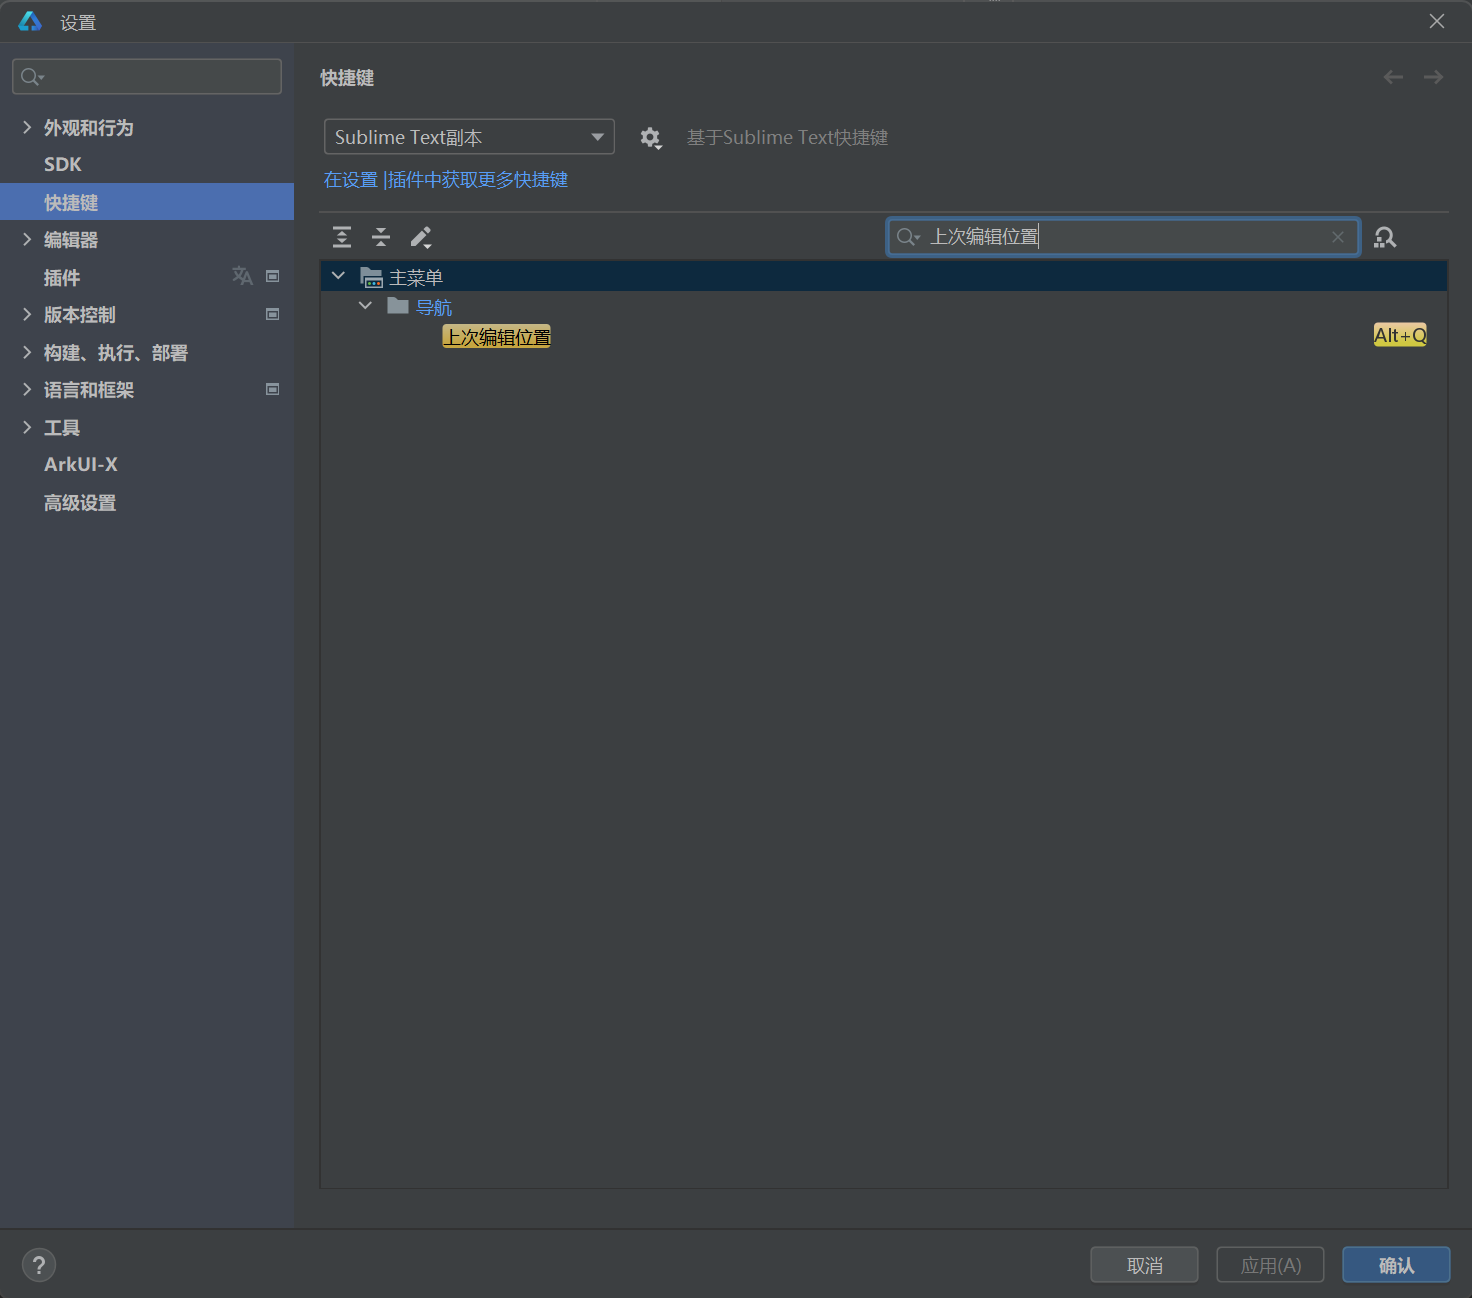 设置
快捷键
外观和行为
SDK
快捷键
编辑器
插件
版本控制
构建、执行、部署
语言和框架
工具
ArkUI-X
高级设置
Sublime Text副本
基于Sublime Text快捷键
在设置 |插件中获取更多快捷键
上次编辑位置
主菜单
导航
上次编辑位置 Alt+Q
?
取消 应用(A) 确认